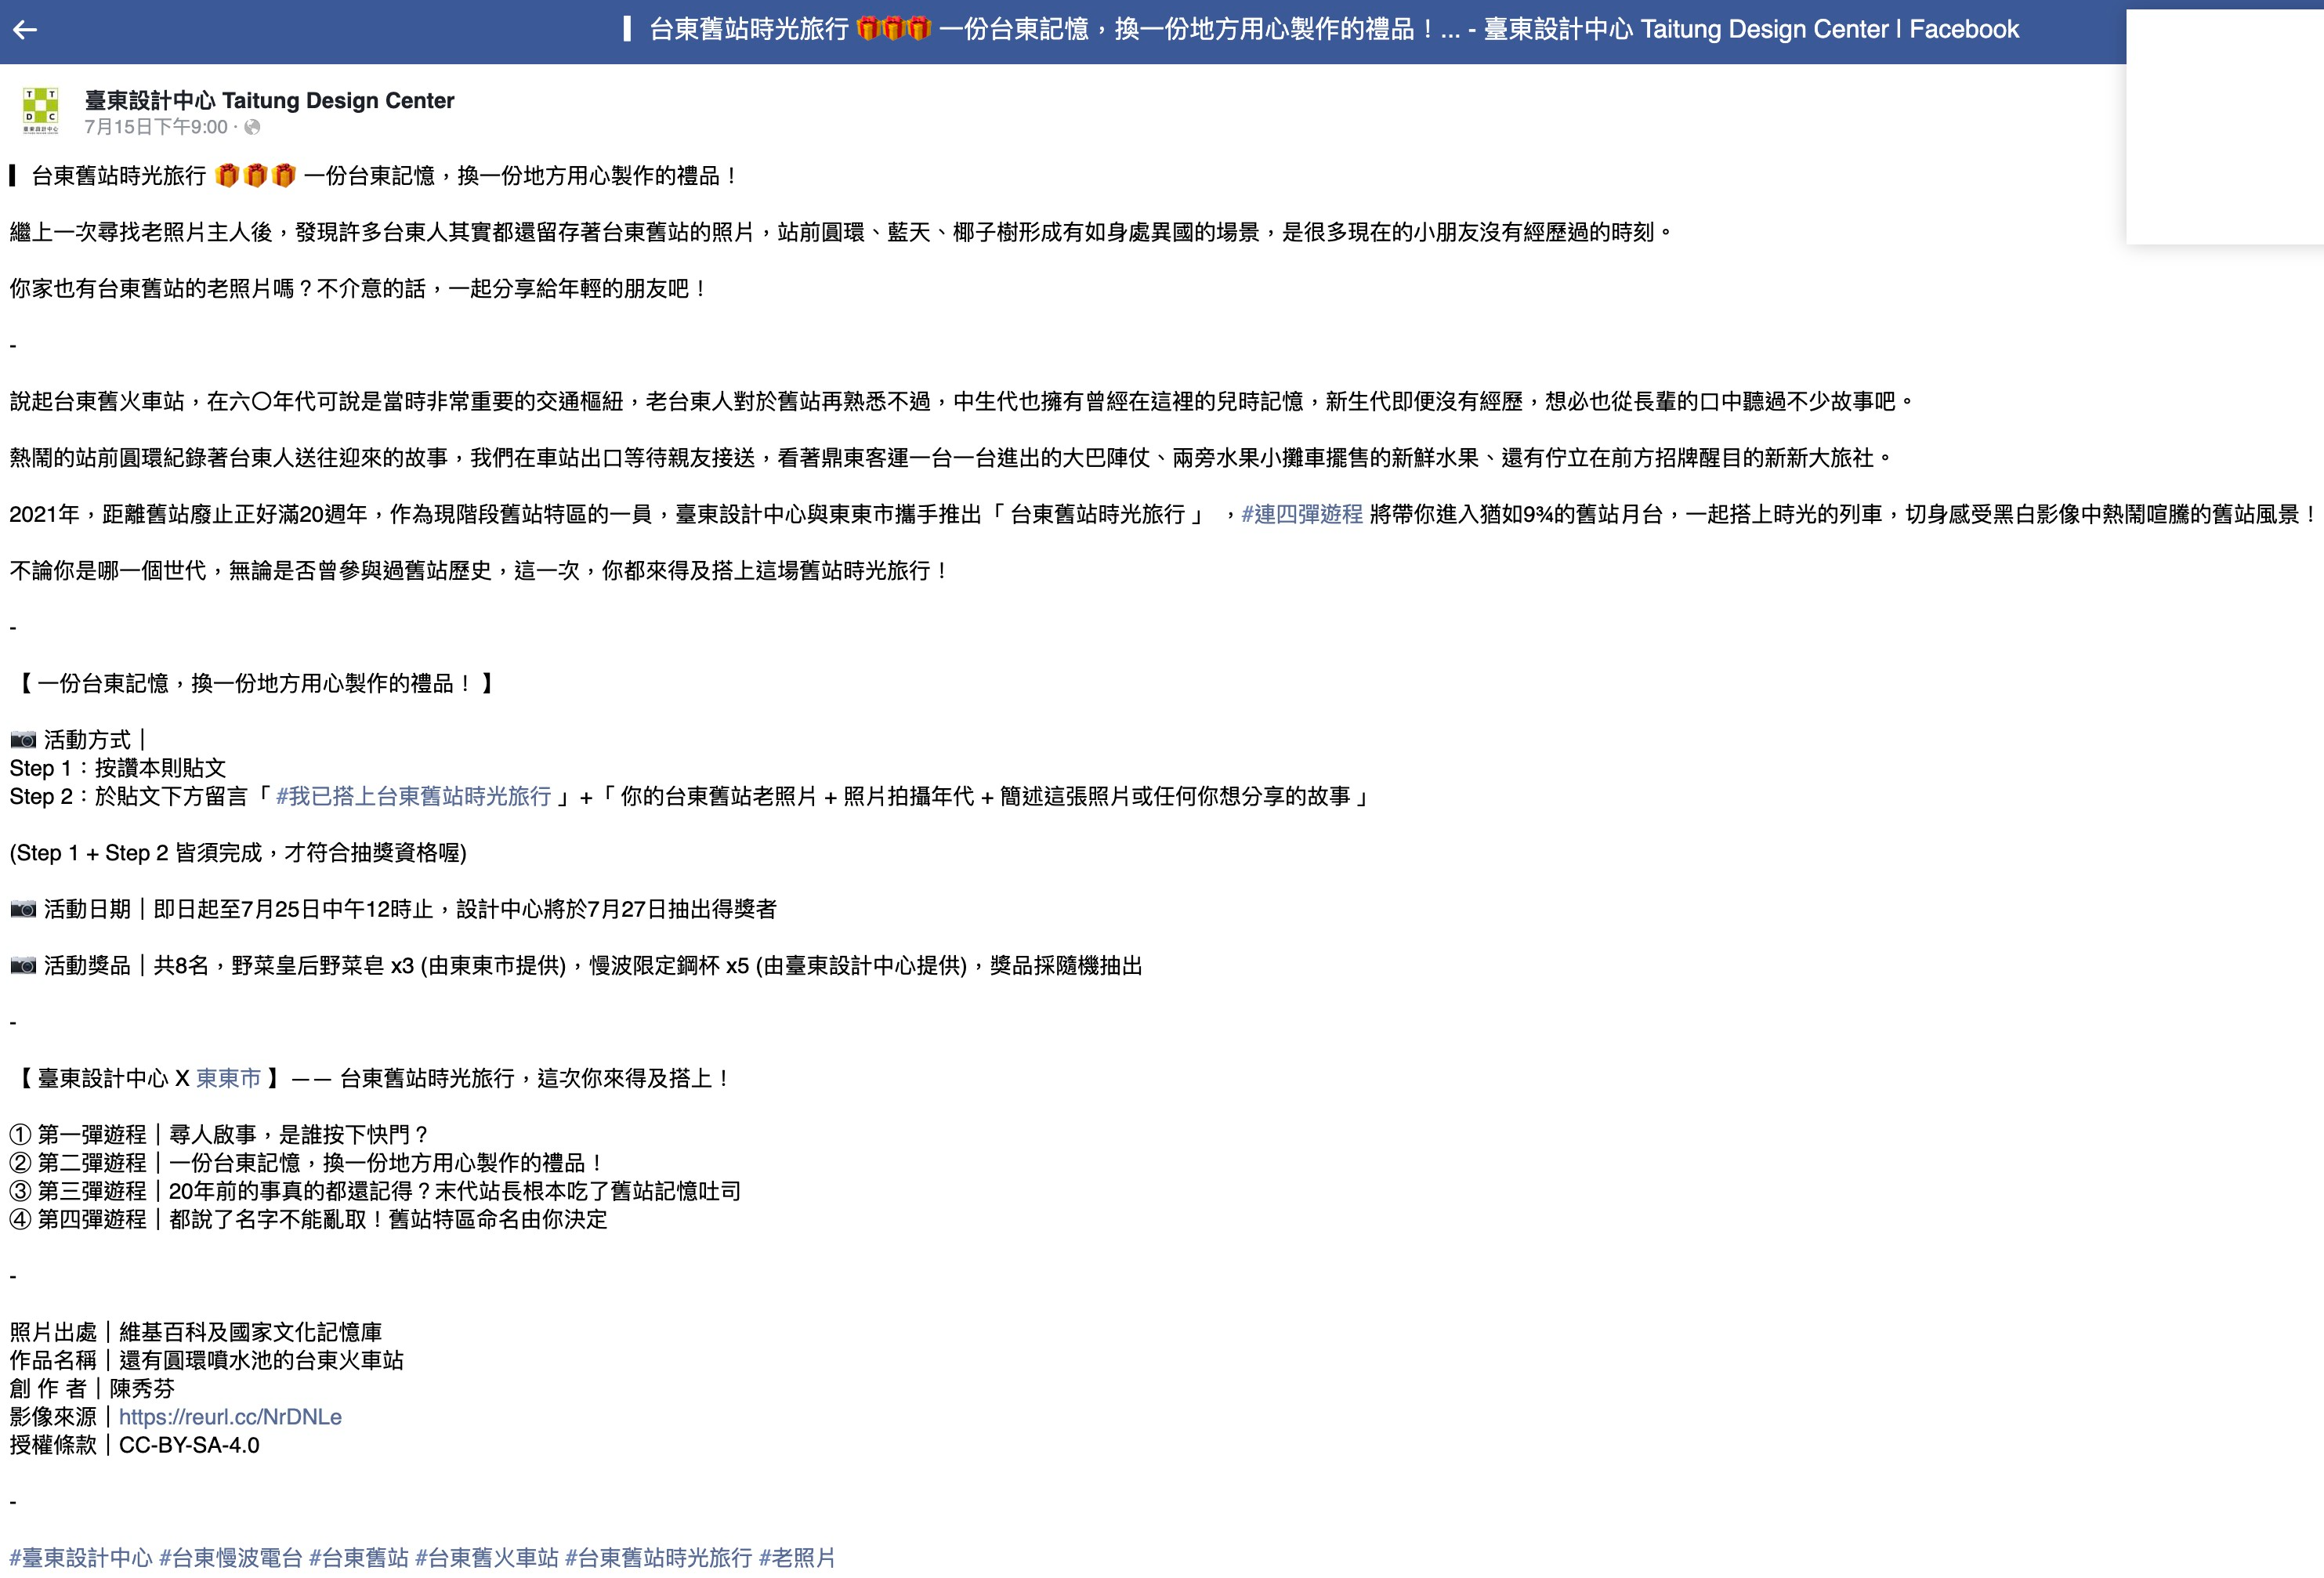 ▎台東舊站時光旅行 🎁🎁🎁 一份台東記憶，換一份地方用心製作的禮品！... - 臺東設計中心 Taitung Design Center | Facebook
T T
D C
臺東設計中心
臺東設計中心 Taitung Design Center
7月15日下午9:00 ·
▎台東舊站時光旅行 🎁🎁🎁 一份台東記憶，換一份地方用心製作的禮品！
繼上一次尋找老照片主人後，發現許多台東人其實都還留存著台東舊站的照片，站前圓環、藍天、椰子樹形成有如身處異國的場景，是很多現在的小朋友沒有經歷過的時刻。
你家也有台東舊站的老照片嗎？不介意的話，一起分享給年輕的朋友吧！
-
說起台東舊火車站，在六〇年代可說是當時非常重要的交通樞紐，老台東人對於舊站再熟悉不過，中生代也擁有曾經在這裡的兒時記憶，新生代即便沒有經歷，想必也從長輩的口中聽過不少故事吧。
熱鬧的站前圓環紀錄著台東人送往迎來的故事，我們在車站出口等待親友接送，看著鼎東客運一台一台進出的大巴陣仗、兩旁水果小攤車擺售的新鮮水果、還有佇立在前方招牌醒目的新新大旅社。
2021年，距離舊站廢止正好滿20週年，作為現階段舊站特區的一員，臺東設計中心與東東市攜手推出「 台東舊站時光旅行 」 ，#連四彈遊程 將帶你進入猶如9¾的舊站月台，一起搭上時光的列車，切身感受黑白影像中熱鬧喧騰的舊站風景！
不論你是哪一個世代，無論是否曾參與過舊站歷史，這一次，你都來得及搭上這場舊站時光旅行！
-
【 一份台東記憶，換一份地方用心製作的禮品！ 】
📷 活動方式｜
Step 1：按讚本則貼文
Step 2：於貼文下方留言「 #我已搭上台東舊站時光旅行 」+「 你的台東舊站老照片 + 照片拍攝年代 + 簡述這張照片或任何你想分享的故事 」
(Step 1 + Step 2 皆須完成，才符合抽獎資格喔)
📷 活動日期｜即日起至7月25日中午12時止，設計中心將於7月27日抽出得獎者
📷 活動獎品｜共8名，野菜皇后野菜皂 x3 (由東東市提供)，慢波限定鋼杯 x5 (由臺東設計中心提供)，獎品採隨機抽出
-
【 臺東設計中心 X 東東市 】—— 台東舊站時光旅行，這次你來得及搭上！
① 第一彈遊程｜尋人啟事，是誰按下快門？
② 第二彈遊程｜一份台東記憶，換一份地方用心製作的禮品！
③ 第三彈遊程｜20年前的事真的都還記得？末代站長根本吃了舊站記憶吐司
④ 第四彈遊程｜都說了名字不能亂取！舊站特區命名由你決定
-
照片出處｜維基百科及國家文化記憶庫
作品名稱｜還有圓環噴水池的台東火車站
創 作 者｜陳秀芬
影像來源｜https://reurl.cc/NrDNLe
授權條款｜CC-BY-SA-4.0
-
#臺東設計中心 #台東慢波電台 #台東舊站 #台東舊火車站 #台東舊站時光旅行 #老照片